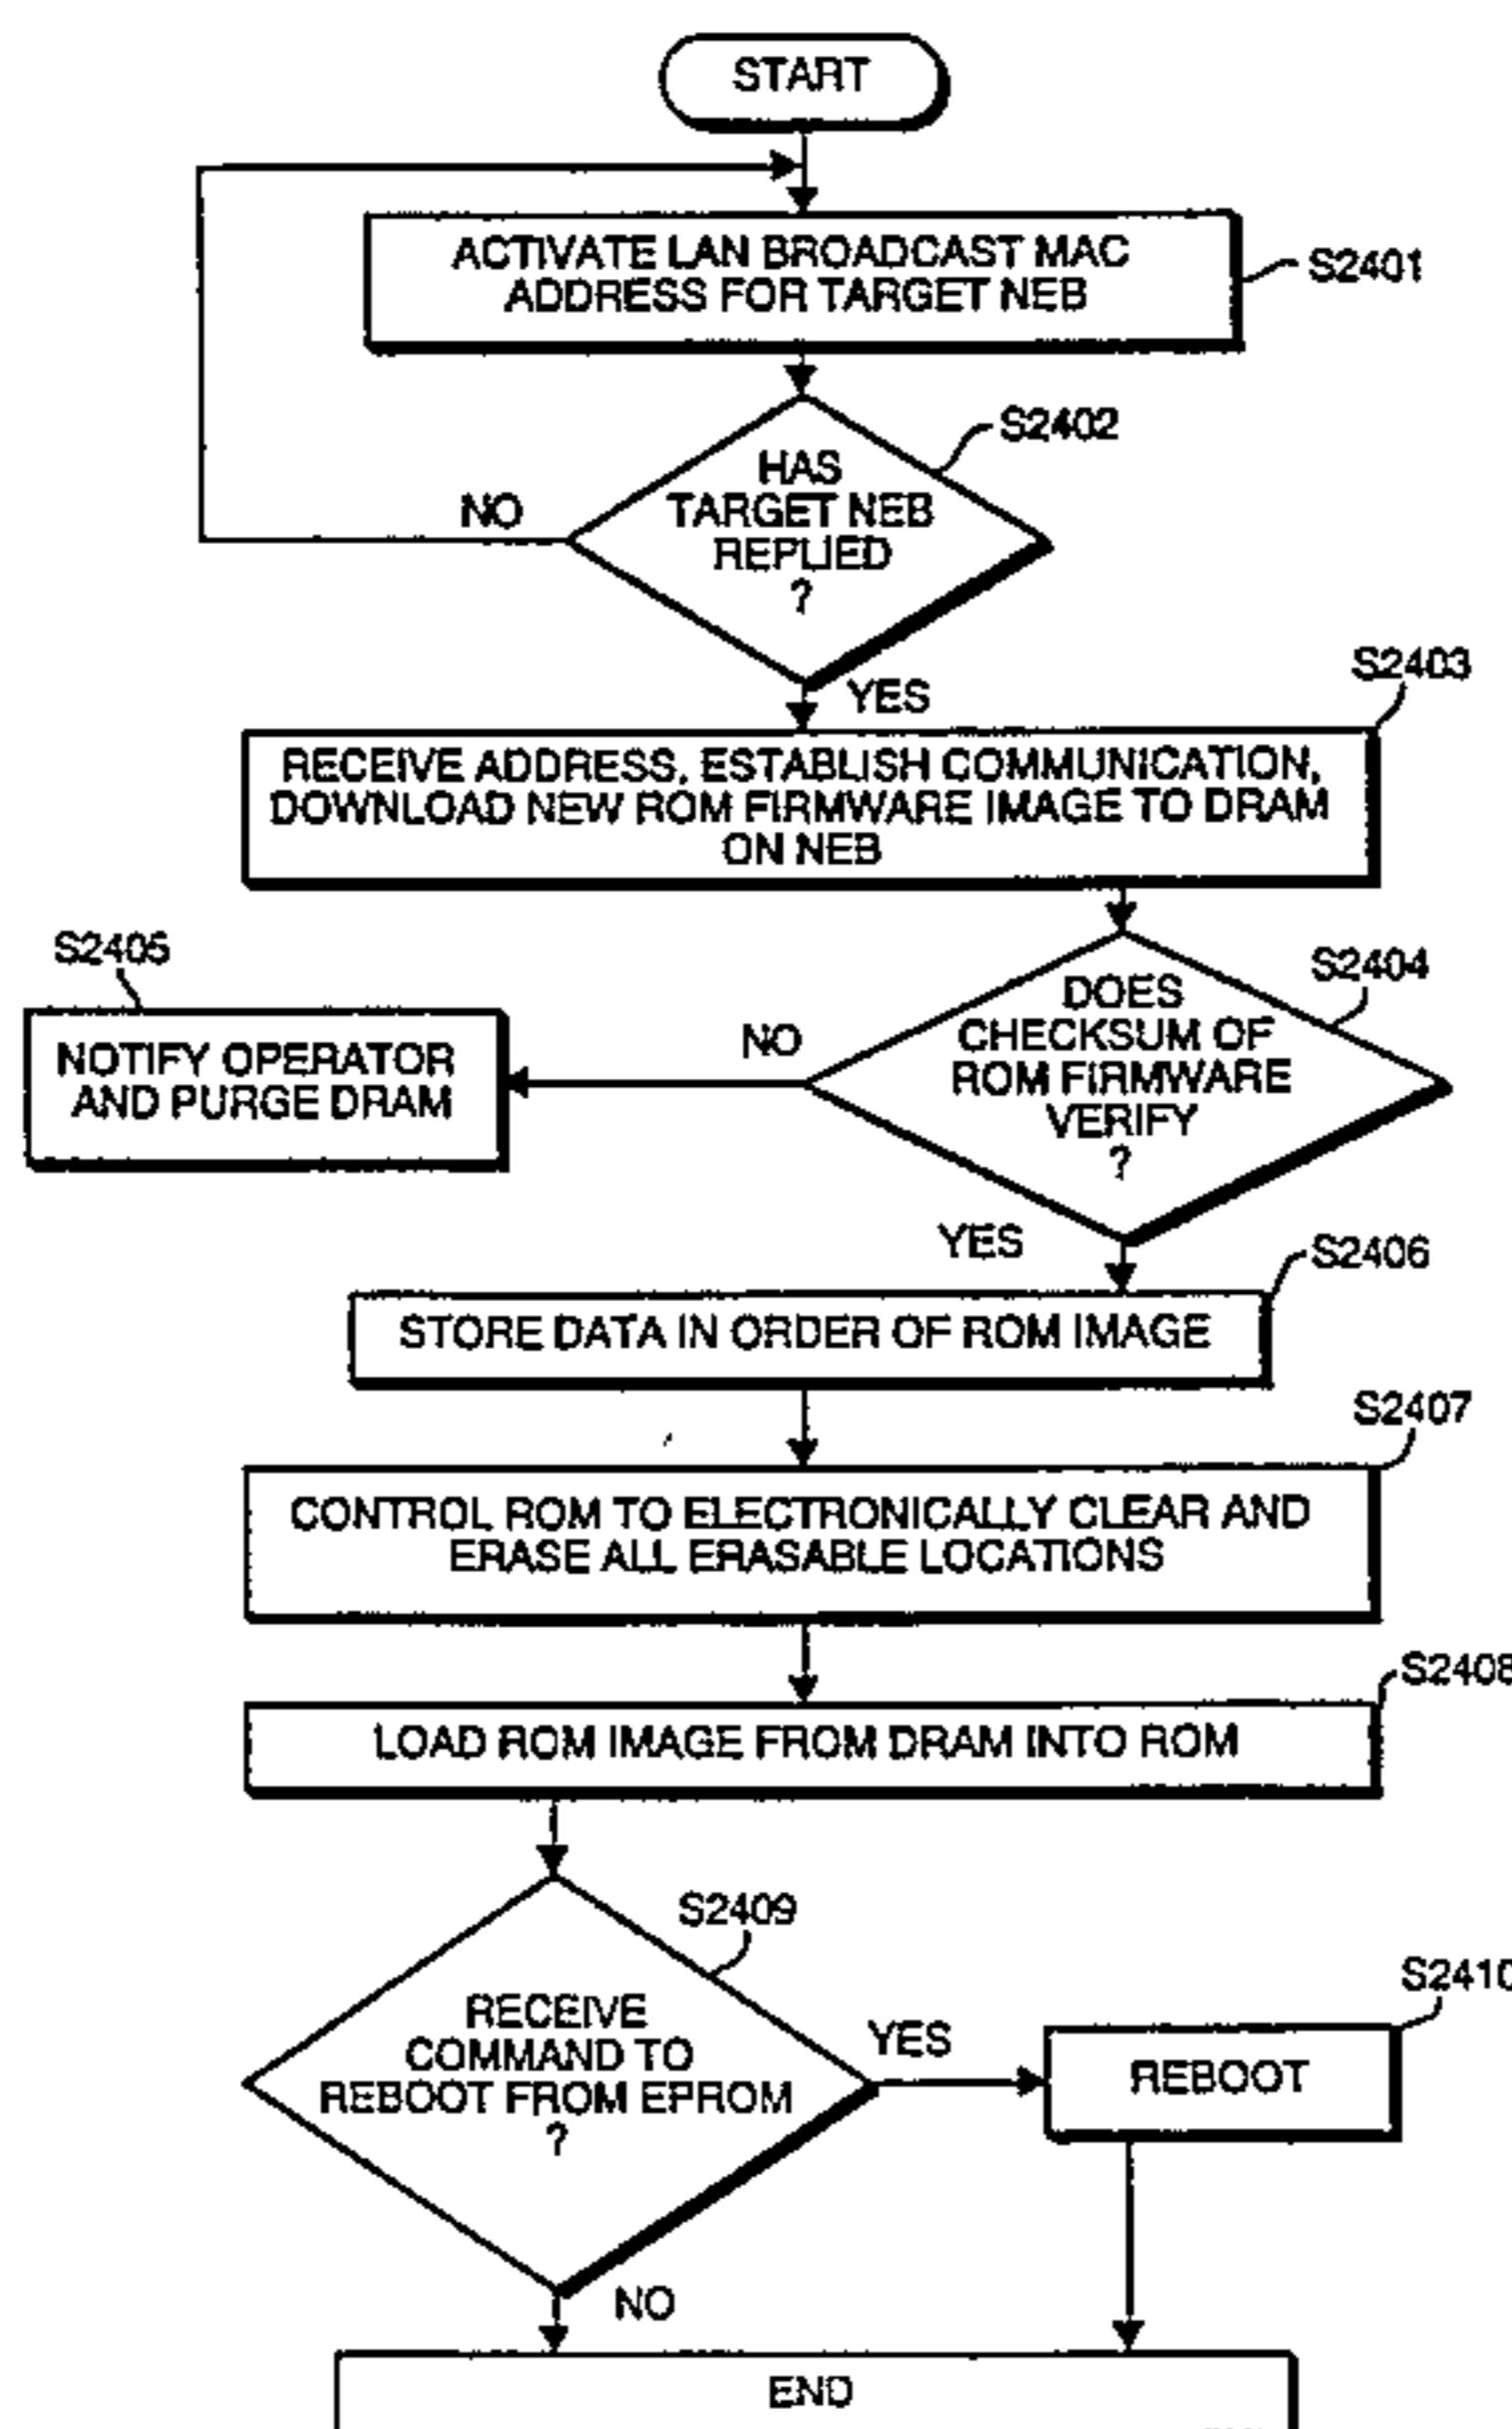 START
ACTIVATE LAN BROADCAST MAC
ADDRESS FOR TARGET NEB
S2401
S2402
HAS
TARGET NEB
REPLIED
?
NO
YES
S2403
RECEIVE ADDRESS, ESTABLISH COMMUNICATION,
DOWNLOAD NEW ROM FIRMWARE IMAGE TO DRAM
ON NEB
S2405
NOTIFY OPERATOR
AND PURGE DRAM
NO
S2404
DOES
CHECKSUM OF
ROM FIRMWARE
VERIFY
?
YES
S2406
STORE DATA IN ORDER OF ROM IMAGE
S2407
CONTROL ROM TO ELECTRONICALLY CLEAR AND
ERASE ALL ERASABLE LOCATIONS
S2408
LOAD ROM IMAGE FROM DRAM INTO ROM
S2409
RECEIVE
COMMAND TO
REBOOT FROM EPROM
?
YES
S2410
REBOOT
NO
END